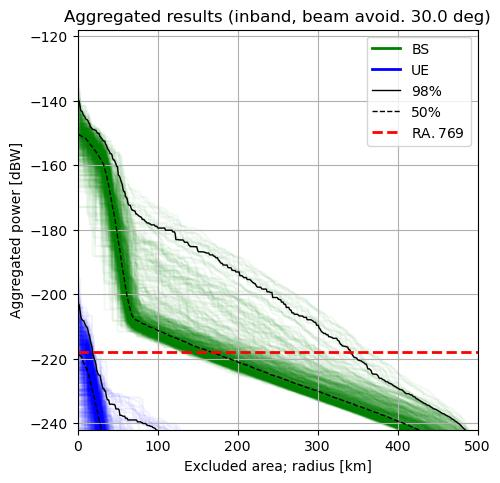 Aggregated results (inband, beam avoid. 30.0 deg)
−120
−140
−160
−180
−200
−220
−240
Aggregated power [dBW]
BS
UE
98%
50%
RA.769
0
100
200
300
400
500
Excluded area; radius [km]